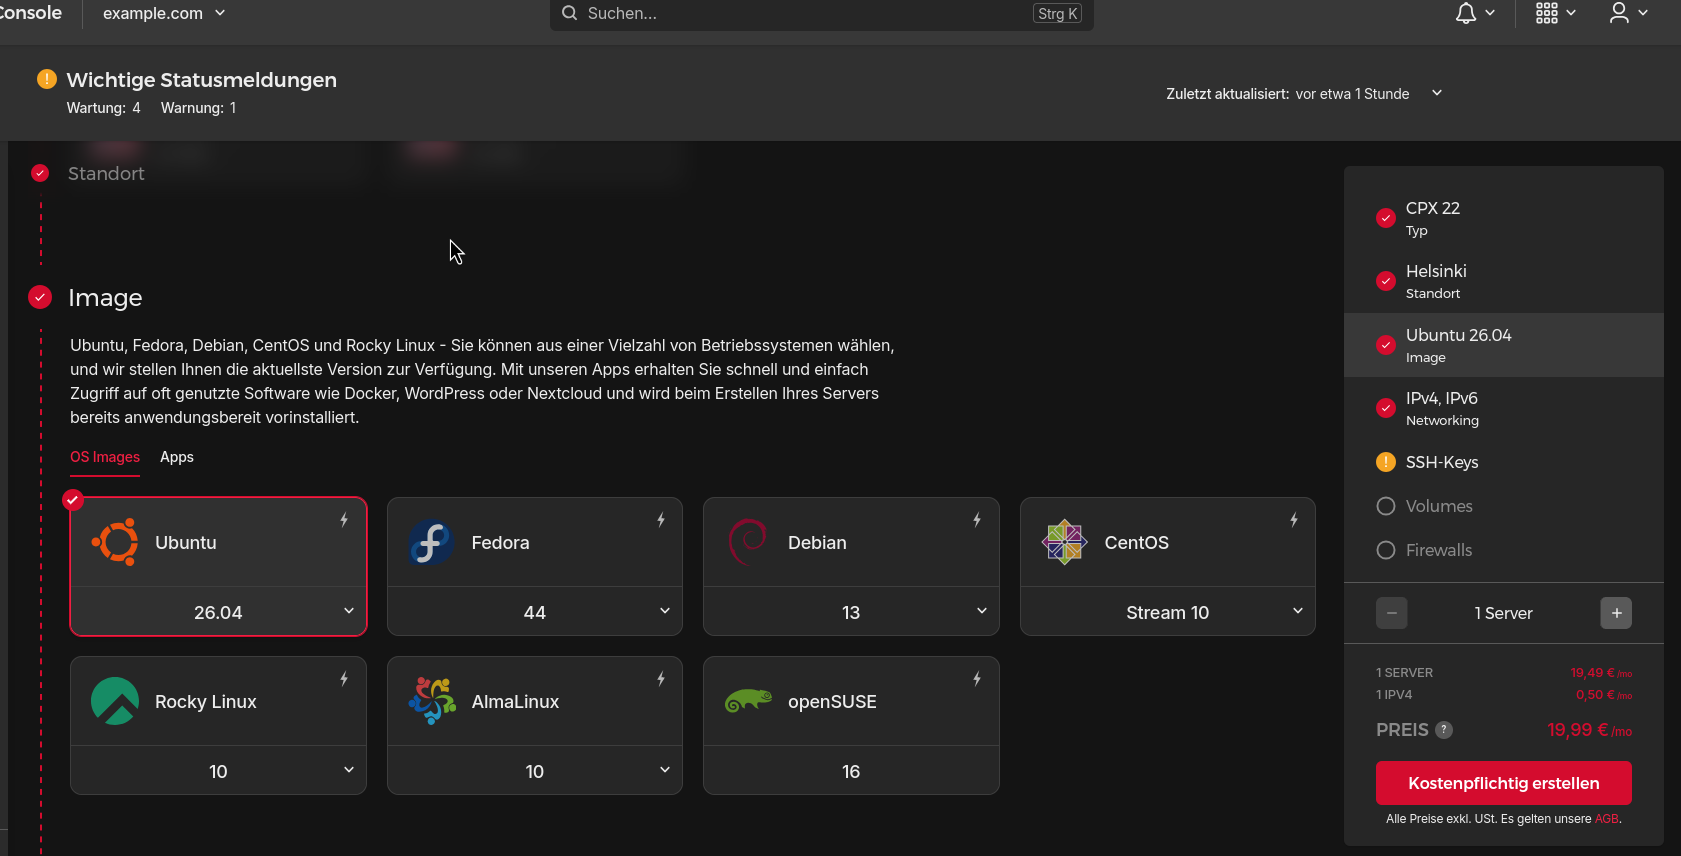 Console
example.com
Suchen...
Strg K
Wichtige Statusmeldungen
Wartung: 4 Warnung: 1
Zuletzt aktualisiert: vor etwa 1 Stunde
Standort
Image
Ubuntu, Fedora, Debian, CentOS und Rocky Linux - Sie können aus einer Vielzahl von Betriebssystemen wählen,
und wir stellen Ihnen die aktuellste Version zur Verfügung. Mit unseren Apps erhalten Sie schnell und einfach
Zugriff auf oft genutzte Software wie Docker, WordPress oder Nextcloud und wird beim Erstellen Ihres Servers
bereits anwendungsbereit vorinstalliert.
OS Images Apps
Ubuntu
26.04
Fedora
44
Debian
13
CentOS
Stream 10
Rocky Linux
10
AlmaLinux
10
openSUSE
16
CPX 22
Typ
Helsinki
Standort
Ubuntu 26.04
Image
IPv4, IPv6
Networking
SSH-Keys
Volumes
Firewalls
− 1 Server +
1 SERVER 19,49 € /mo
1 IPV4 0,50 € /mo
PREIS ? 19,99 € /mo
Kostenpflichtig erstellen
Alle Preise exkl. USt. Es gelten unsere AGB.